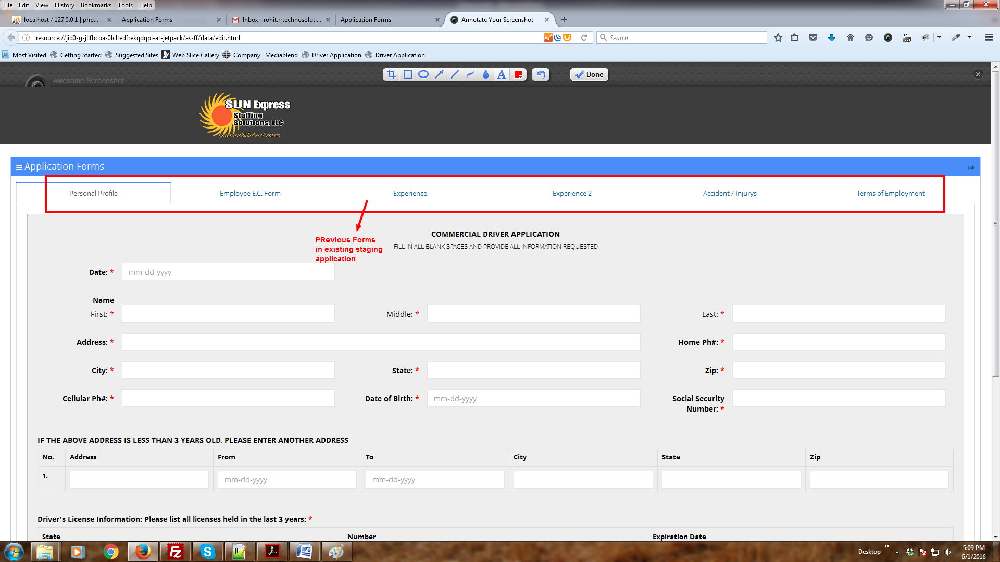 File Edit View History Bookmarks Tools Help
localhost / 127.0.0.1 | php... Application Forms Inbox - rohit.rrtechnosoluti... Application Forms Annotate Your Screenshot
resource://jid0-gxjllfbcoax0lcltedfrekqdqpi-at-jetpack/as-ff/data/edit.html Search
Most Visited Getting Started Suggested Sites Web Slice Gallery Company | Mediablend Driver Application Driver Application
Awesome Screenshot A Done
SUN Express
Staffing
Solutions, LLC
Commercial Driver Experts
Application Forms
Personal Profile Employee E.C. Form Experience Experience 2 Accident / Injurys Terms of Employment
COMMERCIAL DRIVER APPLICATION
FILL IN ALL BLANK SPACES AND PROVIDE ALL INFORMATION REQUESTED
PRevious Forms
in existing staging
application
Date: * mm-dd-yyyy
Name
First: * Middle: * Last: *
Address: * Home Ph#: *
City: * State: * Zip: *
Cellular Ph#: * Date of Birth: * mm-dd-yyyy Social Security
Number: *
IF THE ABOVE ADDRESS IS LESS THAN 3 YEARS OLD, PLEASE ENTER ANOTHER ADDRESS
No. Address From To City State Zip
1. mm-dd-yyyy mm-dd-yyyy
Driver's License Information: Please list all licenses held in the last 3 years: *
State Number Expiration Date
Desktop 5:09 PM
6/1/2016